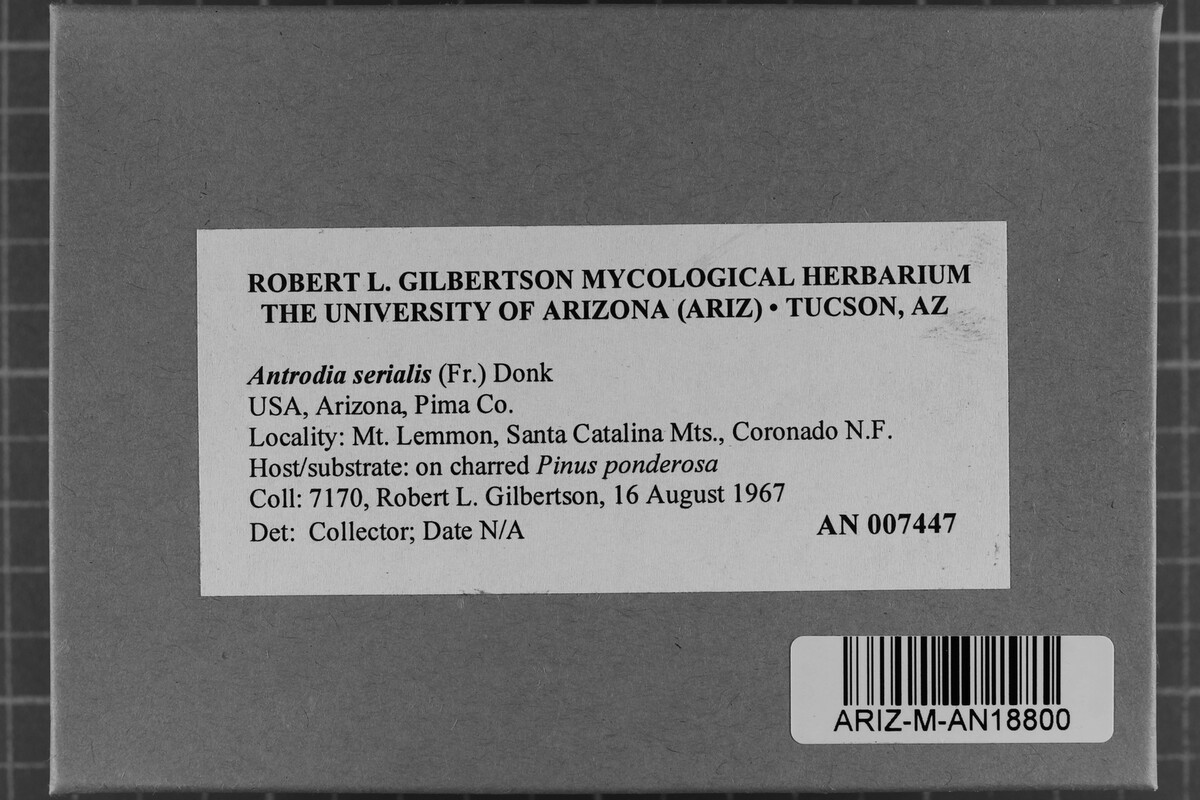 ROBERT L. GILBERTSON MYCOLOGICAL HERBARIUM
THE UNIVERSITY OF ARIZONA (ARIZ) • TUCSON, AZ
Antrodia serialis (Fr.) Donk
USA, Arizona, Pima Co.
Locality: Mt. Lemmon, Santa Catalina Mts., Coronado N.F.
Host/substrate: on charred Pinus ponderosa
Coll: 7170, Robert L. Gilbertson, 16 August 1967
Det: Collector; Date N/A
AN 007447
ARIZ-M-AN18800